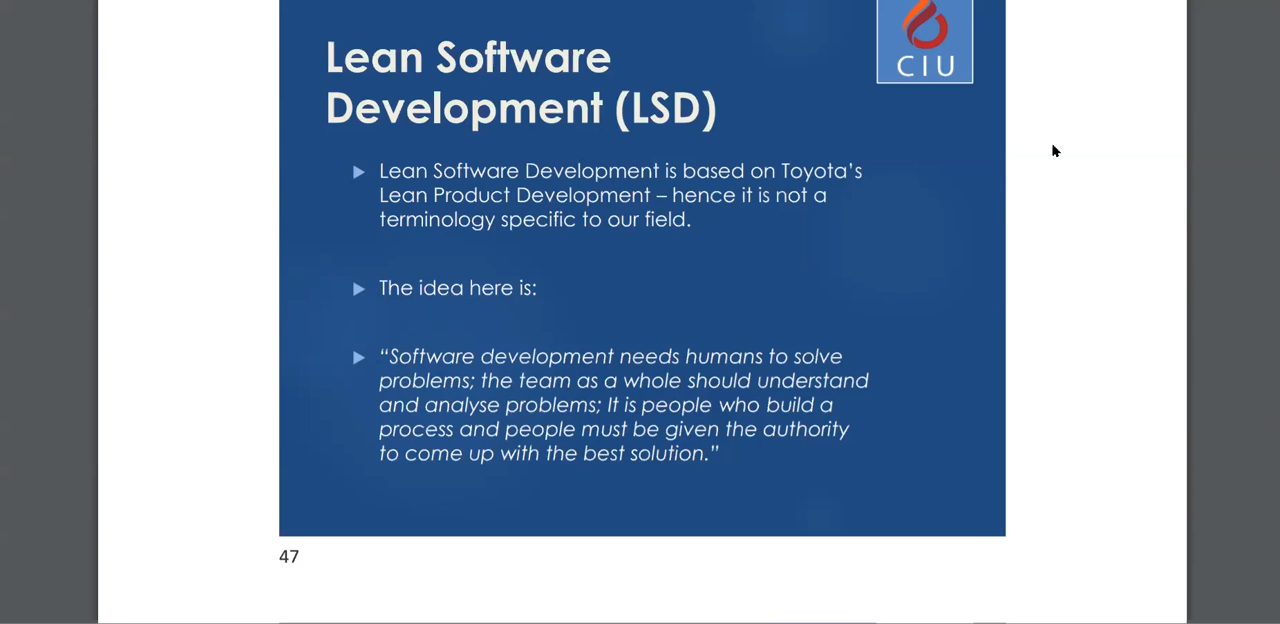 Lean Software
Development (LSD)
CIU
Lean Software Development is based on Toyota’s
Lean Product Development – hence it is not a
terminology specific to our field.
The idea here is:
“Software development needs humans to solve
problems; the team as a whole should understand
and analyse problems; It is people who build a
process and people must be given the authority
to come up with the best solution.”
47